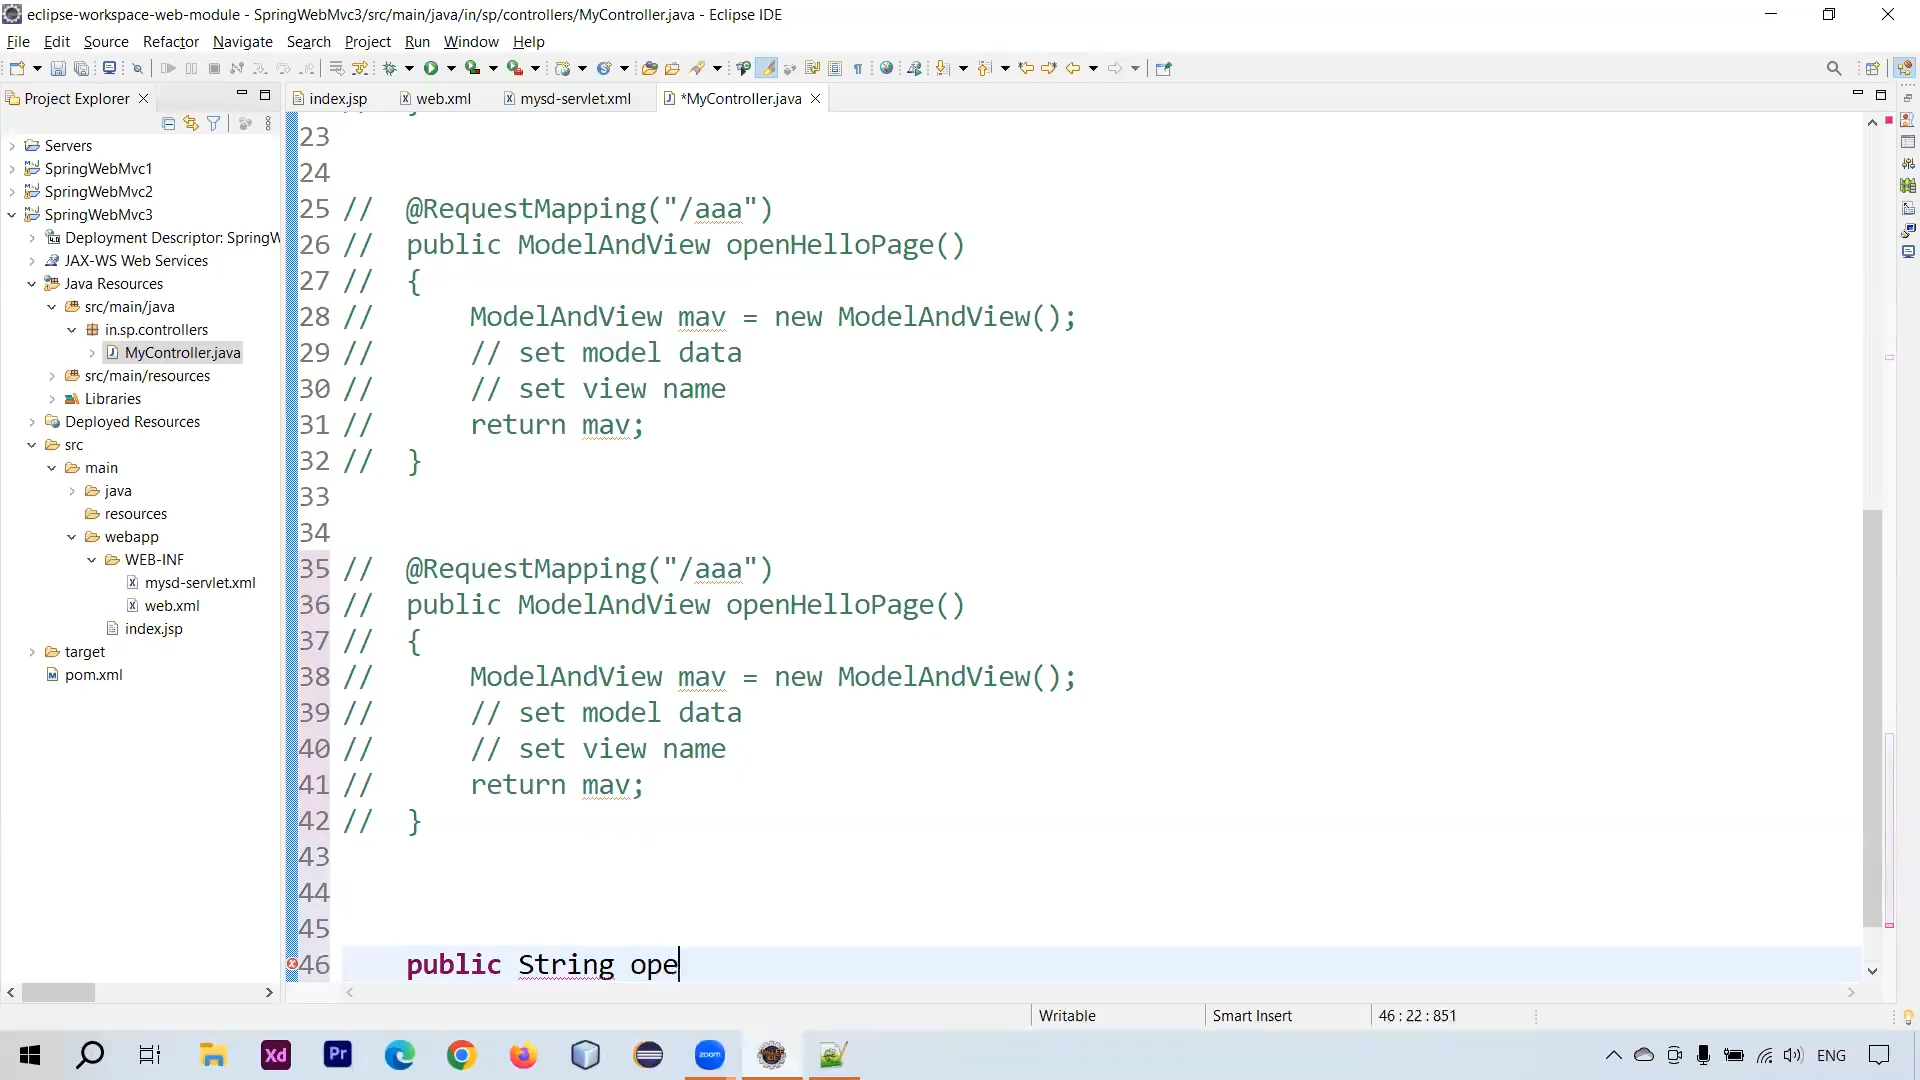 eclipse-workspace-web-module - SpringWebMvc3/src/main/java/in/sp/controllers/MyController.java - Eclipse IDE
File Edit Source Refactor Navigate Search Project Run Window Help
Project Explorer
index.jsp web.xml mysd-servlet.xml *MyController.java
Servers
SpringWebMvc1
SpringWebMvc2
SpringWebMvc3
Deployment Descriptor: SpringW
JAX-WS Web Services
Java Resources
src/main/java
in.sp.controllers
MyController.java
src/main/resources
Libraries
Deployed Resources
src
main
java
resources
webapp
WEB-INF
mysd-servlet.xml
web.xml
index.jsp
target
pom.xml
23
24
25 // @RequestMapping("/aaa")
26 // public ModelAndView openHelloPage()
27 // {
28 // ModelAndView mav = new ModelAndView();
29 // // set model data
30 // // set view name
31 // return mav;
32 // }
33
34
35 // @RequestMapping("/aaa")
36 // public ModelAndView openHelloPage()
37 // {
38 // ModelAndView mav = new ModelAndView();
39 // // set model data
40 // // set view name
41 // return mav;
42 // }
43
44
45
46 public String ope
Writable Smart Insert 46 : 22 : 851
Xd Pr zoom ENG